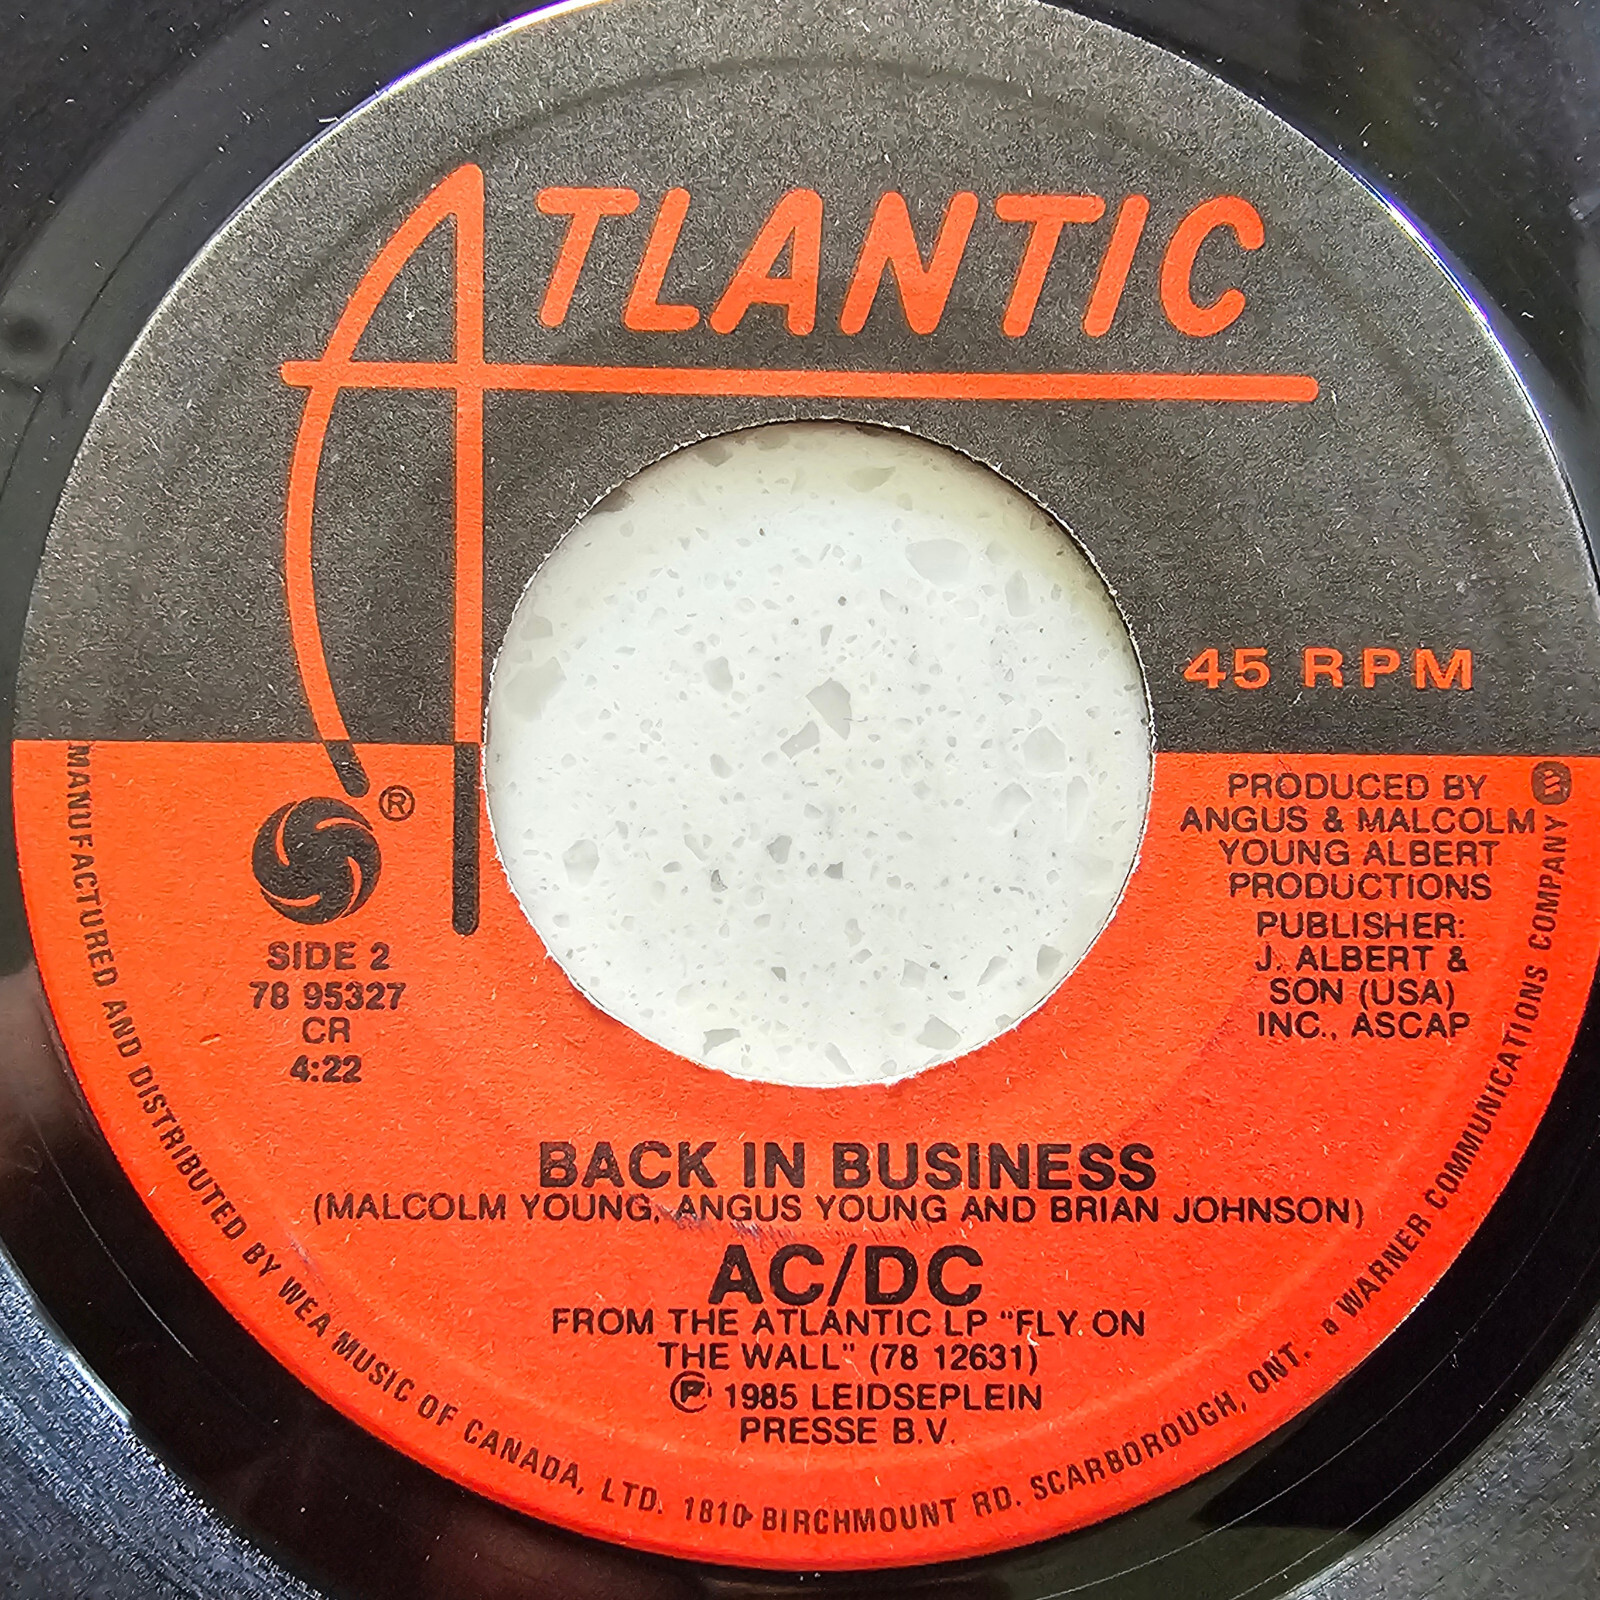 ATLANTIC
45 RPM
®
SIDE 2
78 95327
CR
4:22
PRODUCED BY
ANGUS & MALCOLM
YOUNG ALBERT
PRODUCTIONS
PUBLISHER:
J. ALBERT &
SON (USA)
INC., ASCAP
BACK IN BUSINESS
(MALCOLM YOUNG, ANGUS YOUNG AND BRIAN JOHNSON)
AC/DC
FROM THE ATLANTIC LP "FLY ON
THE WALL" (78 12631)
℗ 1985 LEIDSEPLEIN
PRESSE B.V.
MANUFACTURED AND DISTRIBUTED BY WEA MUSIC OF CANADA, LTD. 1810 BIRCHMOUNT RD. SCARBOROUGH, ONT. a WARNER COMMUNICATIONS COMPANY